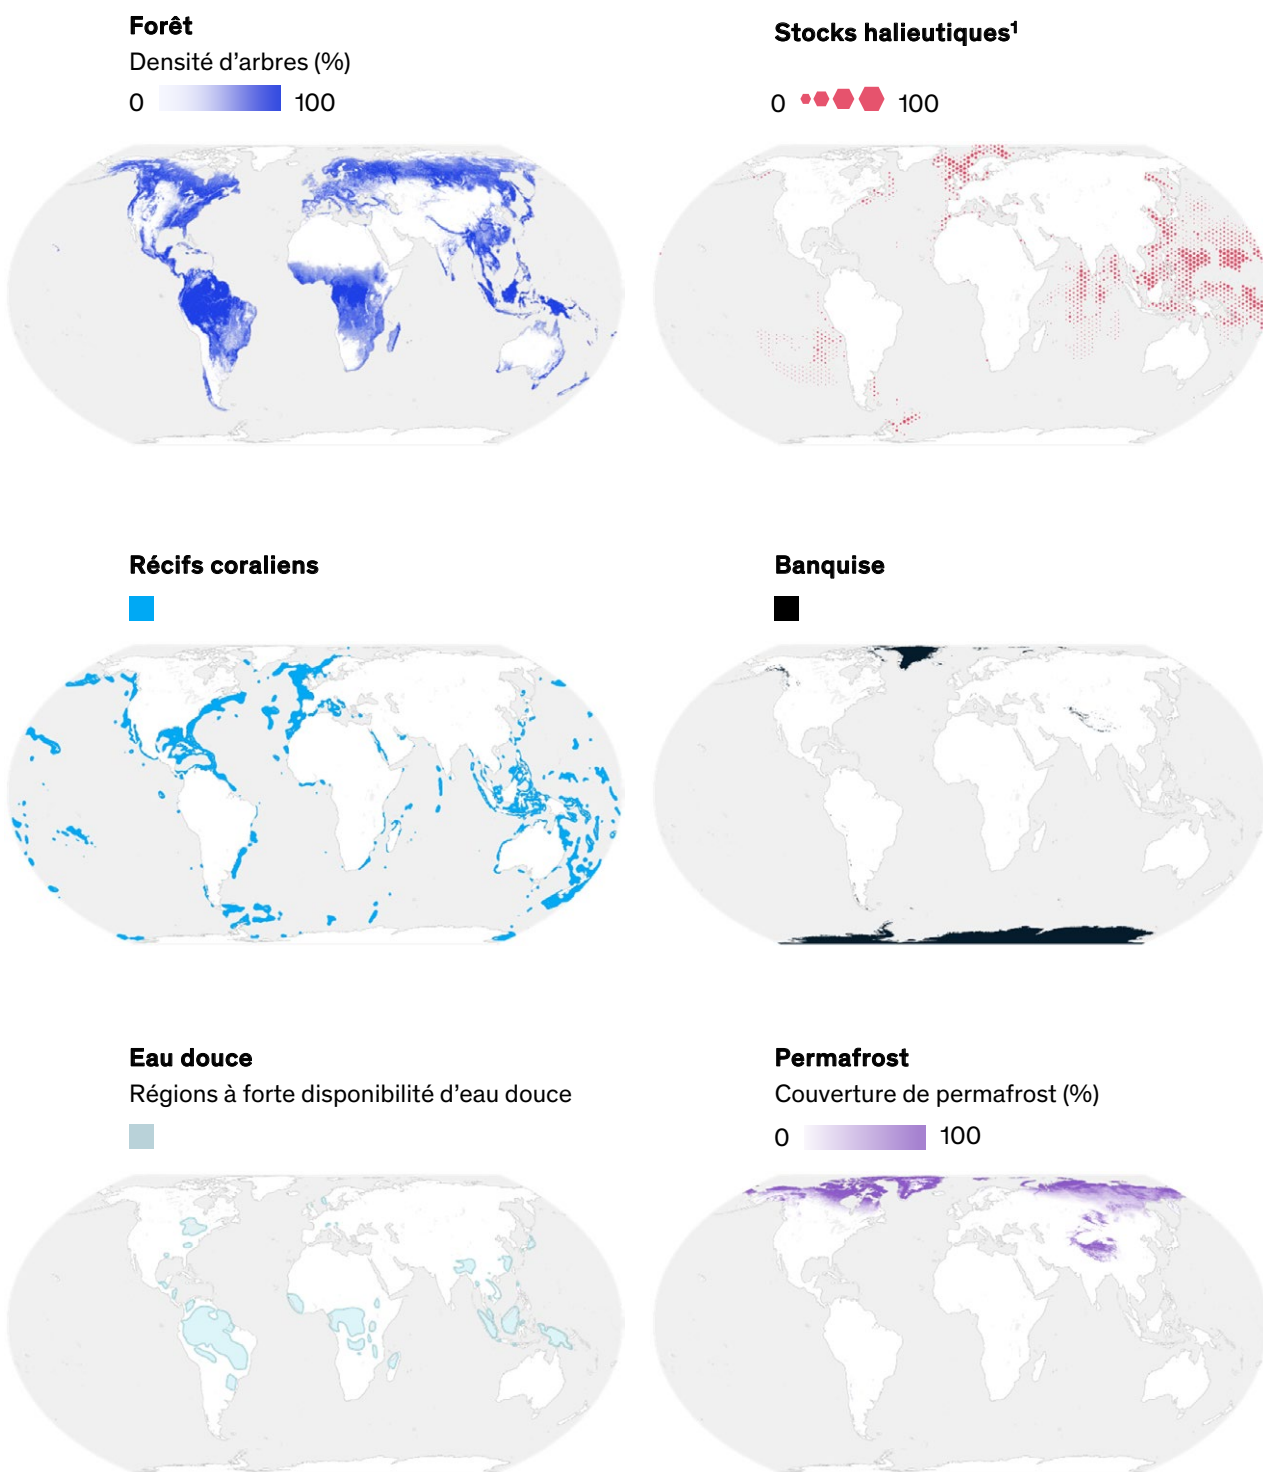 Forêt
Densité d'arbres (%)
0 100
Stocks halieutiques¹
0 100
Récifs coraliens
Banquise
Eau douce
Régions à forte disponibilité d'eau douce
Permafrost
Couverture de permafrost (%)
0 100